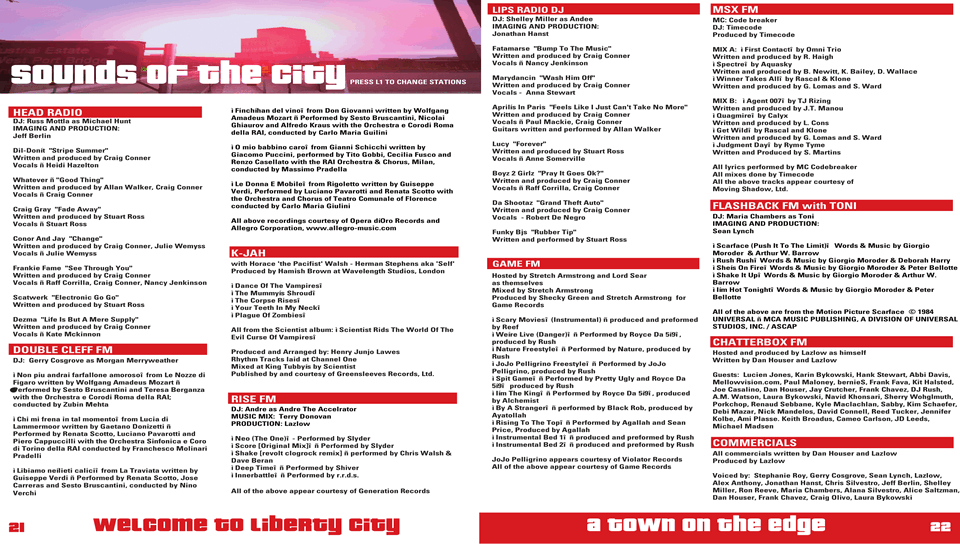 sounds of the city
PRESS L1 TO CHANGE STATIONS
HEAD RADIO
DJ: Russ Mottla as Michael Hunt
IMAGING AND PRODUCTION:
Jeff Berlin
Dil-Donit "Stripe Summer"
Written and produced by Craig Conner
Vocals ñ Heidi Hazelton
Whatever ñ "Good Thing"
Written and produced by Allan Walker, Craig Conner
Vocals ñ Craig Conner
Craig Gray "Fade Away"
Written and produced by Stuart Ross
Vocals ñ Stuart Ross
Conor And Jay "Change"
Written and produced by Craig Conner, Julie Wemyss
Vocals ñ Julie Wemyss
Frankie Fame "See Through You"
Written and produced by Craig Conner
Vocals ñ Raff Corrilla, Craig Conner, Nancy Jenkinson
Scatwerk "Electronic Go Go"
Written and produced by Stuart Ross
Dezma "Life Is But A Mere Supply"
Written and produced by Craig Conner
Vocals ñ Kate Mckinnon
DOUBLE CLEFF FM
DJ: Gerry Cosgrove as Morgan Merryweather
ì Non piu andrai farfallone amorosoî from Le Nozze di
Figaro written by Wolfgang Amadeus Mozart ñ
Performed by Sesto Bruscantini and Teresa Berganza
with the Orchestra e Corodi Roma della RAI;
conducted by Zubin Mehta
ì Chi mi frena in tal momentoî from Lucia di
Lammermoor written by Gaetano Donizetti ñ
Performed by Renata Scotto, Luciano Pavarotti and
Piero Cappuccilli with the Orchestra Sinfonica e Coro
di Torino della RAI conducted by Franchesco Molinari
Pradelli
ì Libiamo neilieti caliciî from La Traviata written by
Guiseppe Verdi ñ Performed by Renata Scotto, Jose
Carreras and Sesto Bruscantini, conducted by Nino
Verchi
ì Finchihan del vinoî from Don Giovanni written by Wolfgang
Amadeus Mozart ñ Performed by Sesto Bruscantini, Nicolai
Ghiaurov and Alfredo Kraus with the Orchestra e Corodi Roma
della RAI, conducted by Carlo Maria Guilini
ì O mio babbino caroî from Gianni Schicchi written by
Giacomo Puccini, performed by Tito Gobbi, Cecilia Fusco and
Renzo Casellato with the RAI Orchestra & Chorus, Milan,
conducted by Massimo Pradella
ì Le Donna E Mobileî from Rigoletto written by Guiseppe
Verdi, Performed by Luciano Pavarotti and Renata Scotto with
the Orchestra and Chorus of Teatro Comunale of Florence
conducted by Carlo Maria Giulini
All above recordings courtesy of Opera díOro Records and
Allegro Corporation, www.allegro-music.com
K-JAH
with Horace 'the Pacifist' Walsh - Herman Stephens aka 'Self'
Produced by Hamish Brown at Wavelength Studios, London
ì Dance Of The Vampiresî
ì The Mummyis Shroudî
ì The Corpse Risesî
ì Your Teeth In My Neckî
ì Plague Of Zombiesî
All from the Scientist album: ì Scientist Rids The World Of The
Evil Curse Of Vampiresî
Produced and Arranged by: Henry Junjo Lawes
Rhythm Tracks laid at Channel One
Mixed at King Tubbyis by Scientist
Published by and courtesy of Greensleeves Records, Ltd.
RISE FM
DJ: Andre as Andre The Accelrator
MUSIC MIX: Terry Donovan
PRODUCTION: Lazlow
ì Neo (The One)î - Performed by Slyder
ì Score [Original Mix]î ñ Performed by Slyder
ì Shake [revolt clogrock remix] ñ performed by Chris Walsh &
Dave Beran
ì Deep Timeî ñ Performed by Shiver
ì Innerbattleî ñ Performed by r.r.d.s.
All of the above appear courtesy of Generation Records
21
welcome to liberty city
LIPS RADIO DJ
DJ: Shelley Miller as Andee
IMAGING AND PRODUCTION:
Jonathan Hanst
Fatamarse "Bump To The Music"
Written and produced by Craig Conner
Vocals ñ Nancy Jenkinson
Marydancin "Wash Him Off"
Written and produced by Craig Conner
Vocals - Anna Stewart
Aprilis In Paris "Feels Like I Just Can't Take No More"
Written and produced by Craig Conner
Vocals ñ Paul Mackie, Craig Conner
Guitars written and performed by Allan Walker
Lucy "Forever"
Written and produced by Stuart Ross
Vocals ñ Anne Somerville
Boyz 2 Girlz "Pray It Goes Ok?"
Written and produced by Craig Conner
Vocals ñ Raff Corrilla, Craig Conner
Da Shootaz "Grand Theft Auto"
Written and produced by Craig Conner
Vocals - Robert De Negro
Funky Bjs "Rubber Tip"
Written and performed by Stuart Ross
GAME FM
Hosted by Stretch Armstrong and Lord Sear
as themselves
Mixed by Stretch Armstrong
Produced by Shecky Green and Stretch Armstrong for
Game Records
ì Scary Moviesî (Instrumental) ñ produced and preformed
by Reef
ì Weire Live (Danger)î ñ Performed by Royce Da 5í9î ,
produced by Rush
ì Nature Freestyleî ñ Performed by Nature, produced by
Rush
ì JoJo Pelligrino Freestyleî ñ Performed by JoJo
Pelligrino, produced by Rush
ì Spit Gameî ñ Performed by Pretty Ugly and Royce Da
5í9î produced by Rush
ì Iim The Kingî ñ Performed by Royce Da 5í9î , produced
by Alchemist
ì By A Strangerî ñ performed by Black Rob, produced by
Ayatollah
ì Rising To The Topî ñ Performed by Agallah and Sean
Price, Produced by Agallah
ì Instrumental Bed 1î ñ produced and preformed by Rush
ì Instrumental Bed 2î ñ produced and preformed by Rush
JoJo Pellegrino appears courtesy of Violator Records
All of the above appear courtesy of Game Records
MSX FM
MC: Code breaker
DJ: Timecode
Produced by Timecode
MIX A: ì First Contactî by Omni Trio
Written and produced by R. Haigh
ì Spectreî by Aquasky
Written and produced by B. Newitt, K. Bailey, D. Wallace
ì Winner Takes Allî by Rascal & Klone
Written and produced by G. Lomas and S. Ward
MIX B: ì Agent 007î by TJ Rizing
Written and produced by J.T. Manou
ì Quagmireî by Calyx
Written and produced by L. Cons
ì Get Wildî by Rascal and Klone
Written and produced by G. Lomas and S. Ward
ì Judgment Dayî by Ryme Tyme
Written and Produced by S. Martins
All lyrics performed by MC Codebreaker
All mixes done by Timecode
All the above tracks appear courtesy of
Moving Shadow, Ltd.
FLASHBACK FM with TONI
DJ: Maria Chambers as Toni
IMAGING AND PRODUCTION:
Sean Lynch
ì Scarface (Push It To The Limit)î Words & Music by Giorgio
Moroder & Arthur W. Barrow
ì Rush Rushî Words & Music by Giorgio Moroder & Deborah Harry
ì Sheis On Fireî Words & Music by Giorgio Moroder & Peter Bellotte
ì Shake It Upî Words & Music by Giorgio Moroder & Arthur W.
Barrow
ì Iim Hot Tonightî Words & Music by Giorgio Moroder & Peter
Bellotte
All of the above are from the Motion Picture Scarface © 1984
UNIVERSAL ñ MCA MUSIC PUBLISHING, A DIVISION OF UNIVERSAL
STUDIOS, INC. / ASCAP
CHATTERBOX FM
Hosted and produced by Lazlow as himself
Written by Dan Houser and Lazlow
Guests: Lucien Jones, Karin Bykowski, Hank Stewart, Abbi Davis,
Mellowvision.com, Paul Maloney, bernieS, Frank Fava, Kit Halsted,
Joe Casalino, Dan Houser, Jay Crutcher, Frank Chavez, DJ Rush,
A.M. Watson, Laura Bykowski, Navid Khonsari, Sherry Wohglmuth,
Porkchop, Renaud Sebbane, Kyle Maclachlan, Sabby, Kim Schaefer,
Debi Mazar, Nick Mandelos, David Connell, Reed Tucker, Jennifer
Kolbe, Ami Plasse. Keith Broadus, Cameo Carlson, JD Leeds,
Michael Madsen
COMMERCIALS
All commercials written by Dan Houser and Lazlow
Produced by Lazlow
Voiced by: Stephanie Roy, Gerry Cosgrove, Sean Lynch, Lazlow,
Alex Anthony, Jonathan Hanst, Chris Silvestro, Jeff Berlin, Shelley
Miller, Ron Reeve, Maria Chambers, Alana Silvestro, Alice Saltzman,
Dan Houser, Frank Chavez, Craig Olivo, Laura Bykowski
a town on the edge
22